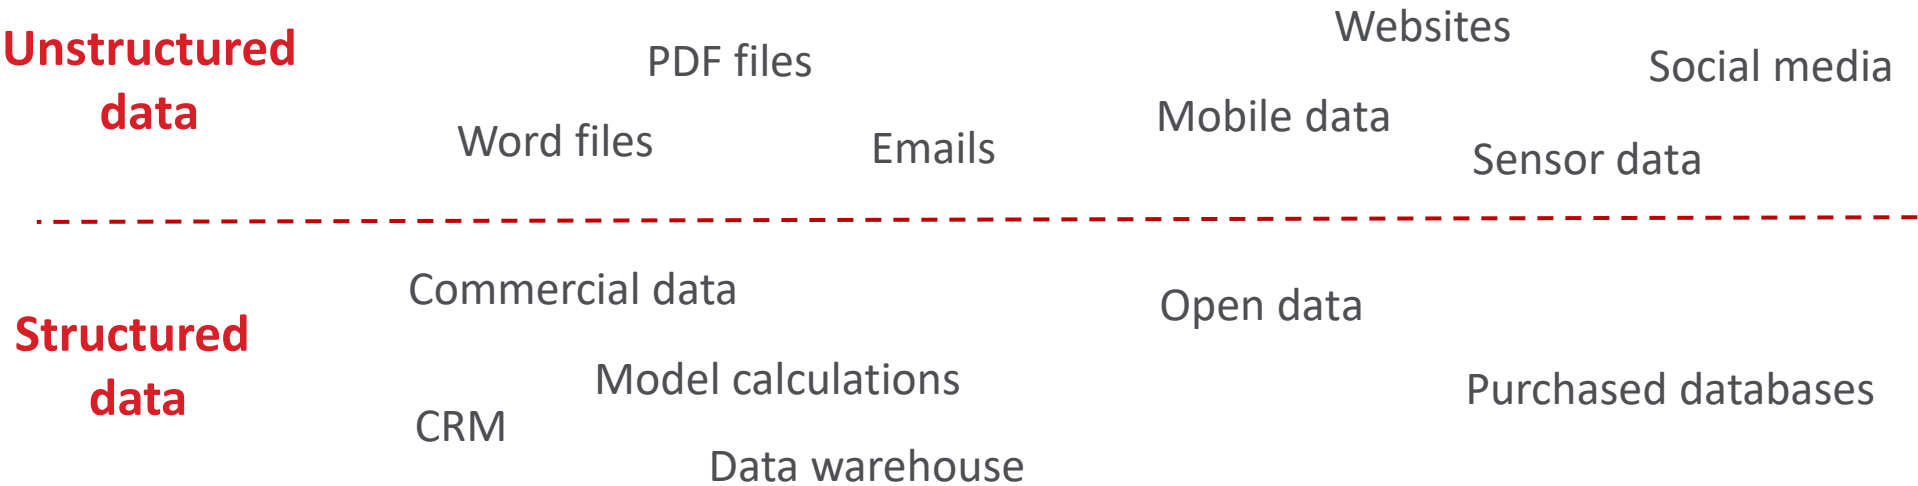 Unstructured
data
PDF files
Word files
Emails
Websites
Social media
Mobile data
Sensor data
Structured
data
Commercial data
Model calculations
CRM
Data warehouse
Open data
Purchased databases